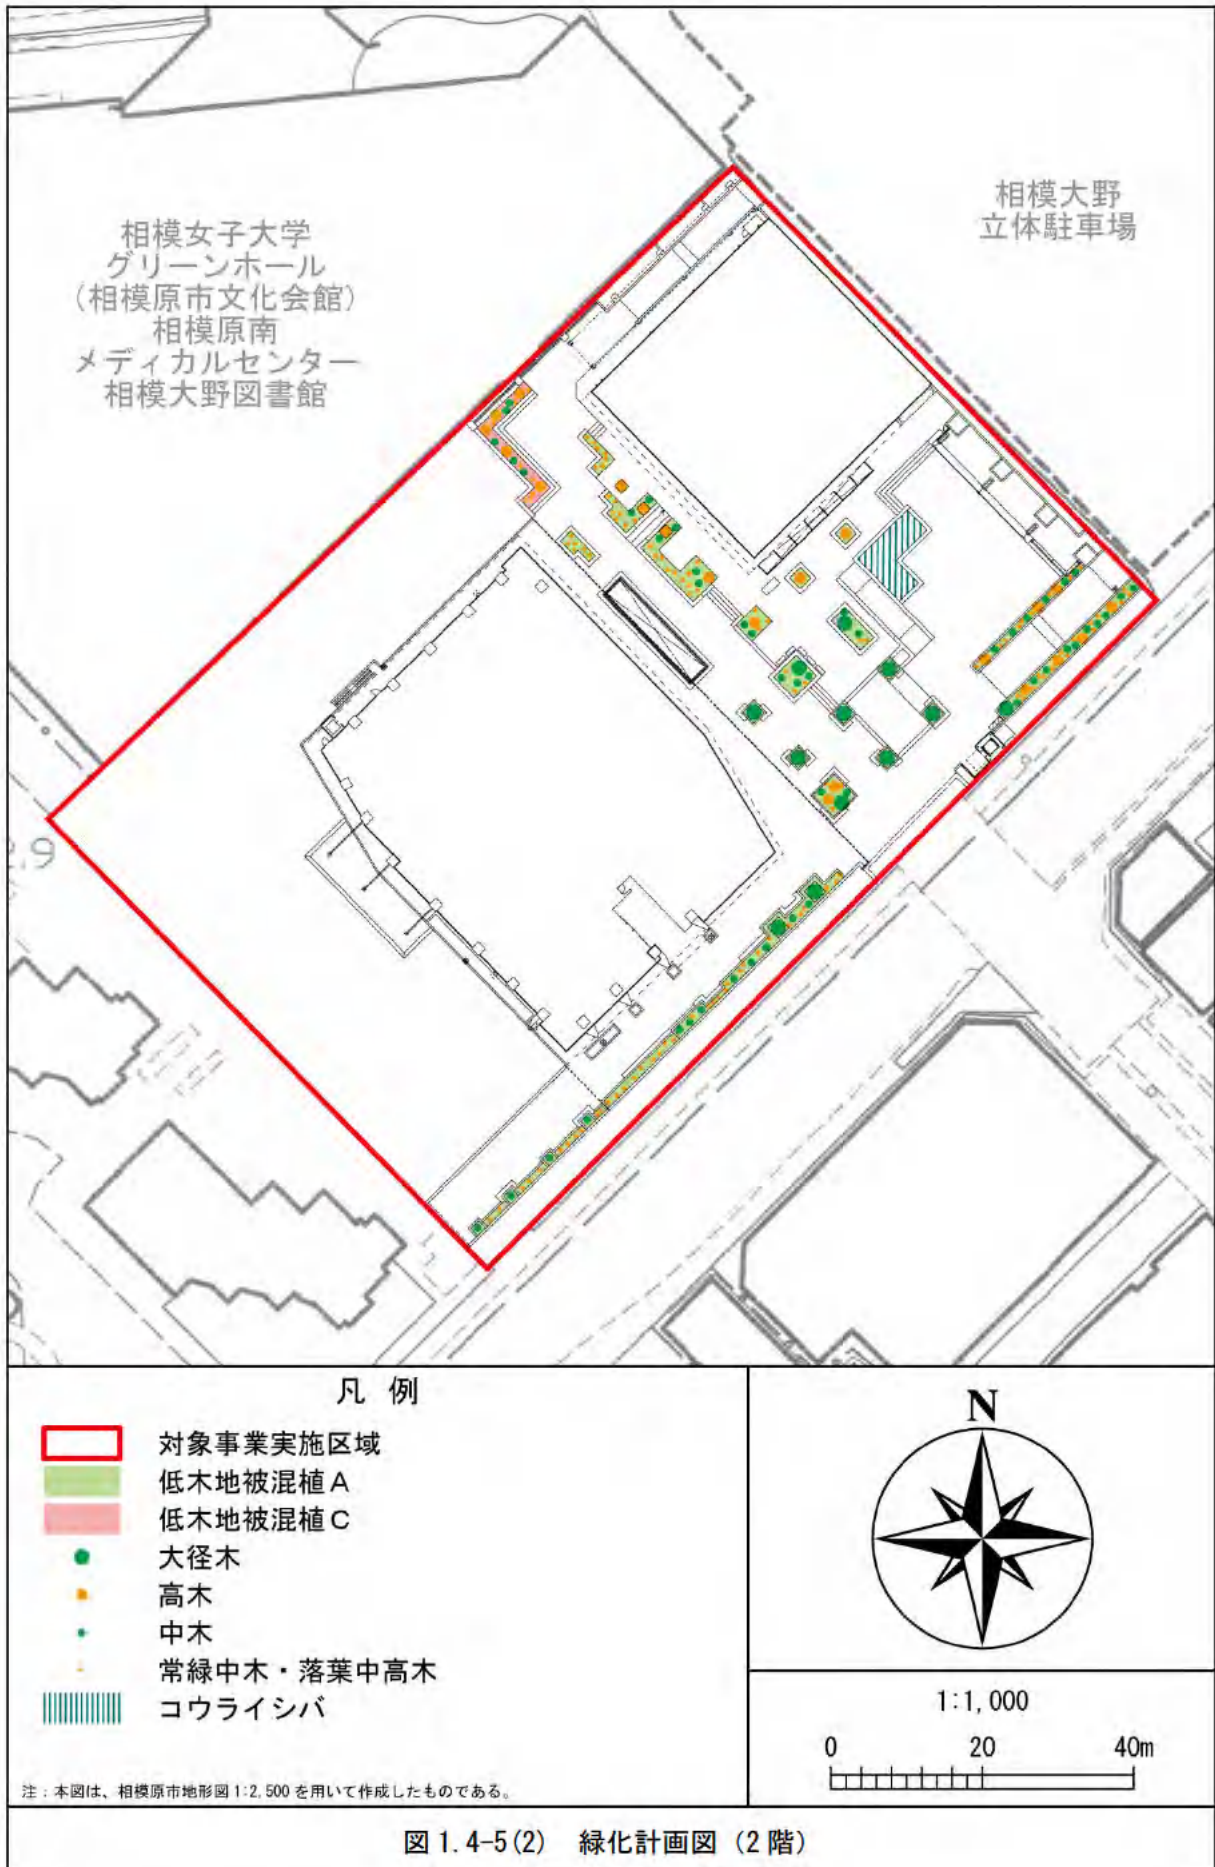 相模大野
立体駐車場
相模女子大学
グリーンホール
(相模原市文化会館)
相模原南
メディカルセンター
相模大野図書館
2.9
凡 例
対象事業実施区域
低木地被混植A
低木地被混植C
大径木
高木
中木
常緑中木・落葉中高木
コウライシバ
注：本図は、相模原市地形図1:2,500を用いて作成したものである。
N
1:1,000
0 20 40m
図1.4-5(2) 緑化計画図（2階）